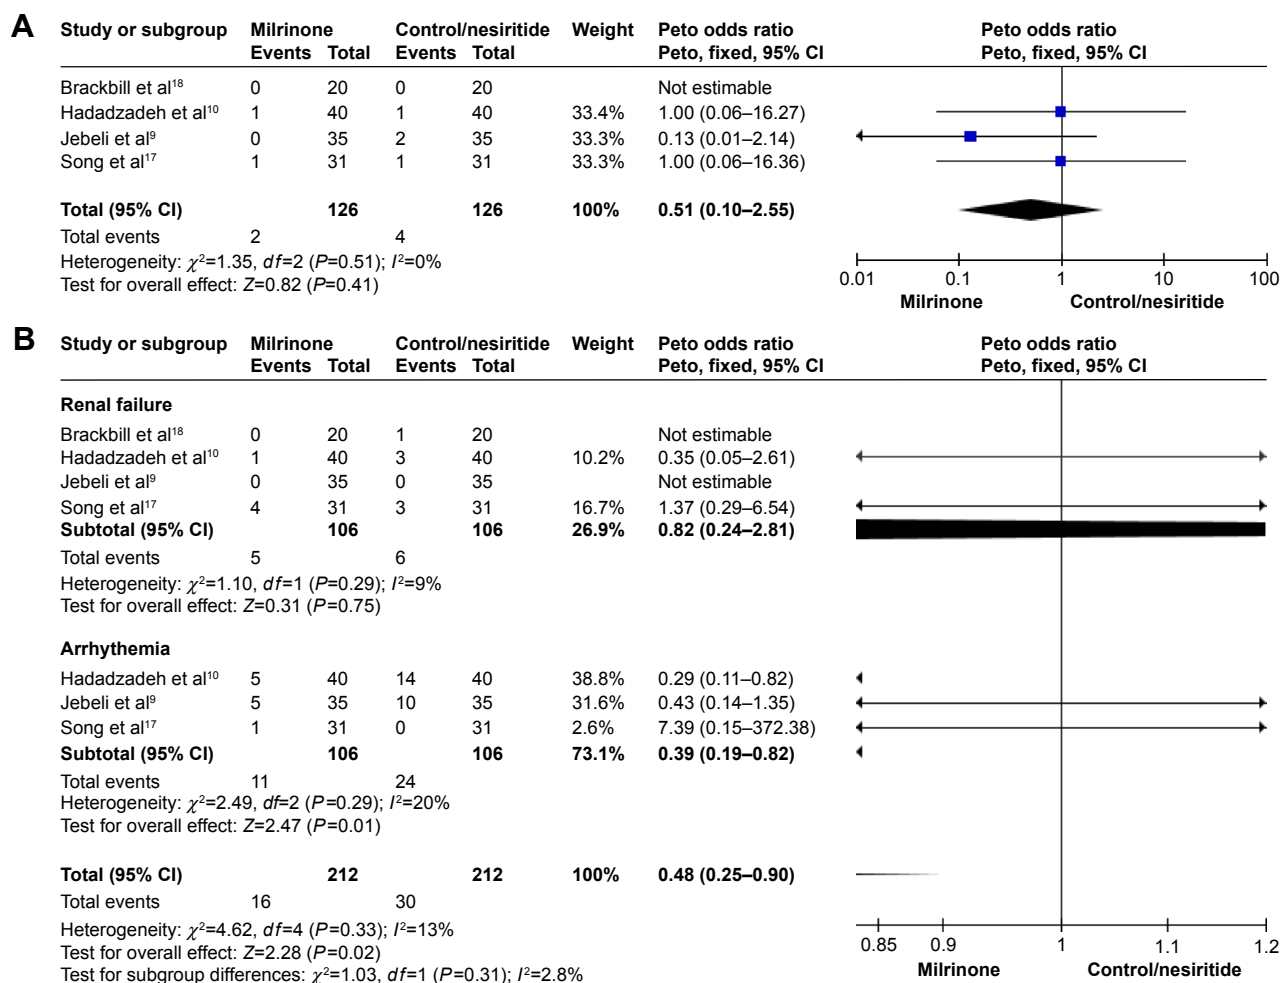 A
Study or subgroup Milrinone Control/nesiritide Weight Peto odds ratio Peto odds ratio
Events Total Events Total Peto, fixed, 95% CI Peto, fixed, 95% CI
Brackbill et al18 0 20 0 20 Not estimable
Hadadzadeh et al10 1 40 1 40 33.4% 1.00 (0.06–16.27)
Jebeli et al9 0 35 2 35 33.3% 0.13 (0.01–2.14)
Song et al17 1 31 1 31 33.3% 1.00 (0.06–16.36)
Total (95% CI) 126 126 100% 0.51 (0.10–2.55)
Total events 2 4
Heterogeneity: χ2=1.35, df=2 (P=0.51); I2=0%
Test for overall effect: Z=0.82 (P=0.41)
0.01 0.1 1 10 100
Milrinone Control/nesiritide
B
Study or subgroup Milrinone Control/nesiritide Weight Peto odds ratio Peto odds ratio
Events Total Events Total Peto, fixed, 95% CI Peto, fixed, 95% CI
Renal failure
Brackbill et al18 0 20 1 20 Not estimable
Hadadzadeh et al10 1 40 3 40 10.2% 0.35 (0.05–2.61)
Jebeli et al9 0 35 0 35 Not estimable
Song et al17 4 31 3 31 16.7% 1.37 (0.29–6.54)
Subtotal (95% CI) 106 106 26.9% 0.82 (0.24–2.81)
Total events 5 6
Heterogeneity: χ2=1.10, df=1 (P=0.29); I2=9%
Test for overall effect: Z=0.31 (P=0.75)
Arrhythemia
Hadadzadeh et al10 5 40 14 40 38.8% 0.29 (0.11–0.82)
Jebeli et al9 5 35 10 35 31.6% 0.43 (0.14–1.35)
Song et al17 1 31 0 31 2.6% 7.39 (0.15–372.38)
Subtotal (95% CI) 106 106 73.1% 0.39 (0.19–0.82)
Total events 11 24
Heterogeneity: χ2=2.49, df=2 (P=0.29); I2=20%
Test for overall effect: Z=2.47 (P=0.01)
Total (95% CI) 212 212 100% 0.48 (0.25–0.90)
Total events 16 30
Heterogeneity: χ2=4.62, df=4 (P=0.33); I2=13%
Test for overall effect: Z=2.28 (P=0.02)
Test for subgroup differences: χ2=1.03, df=1 (P=0.31); I2=2.8%
0.85 0.9 1 1.1 1.2
Milrinone Control/nesiritide